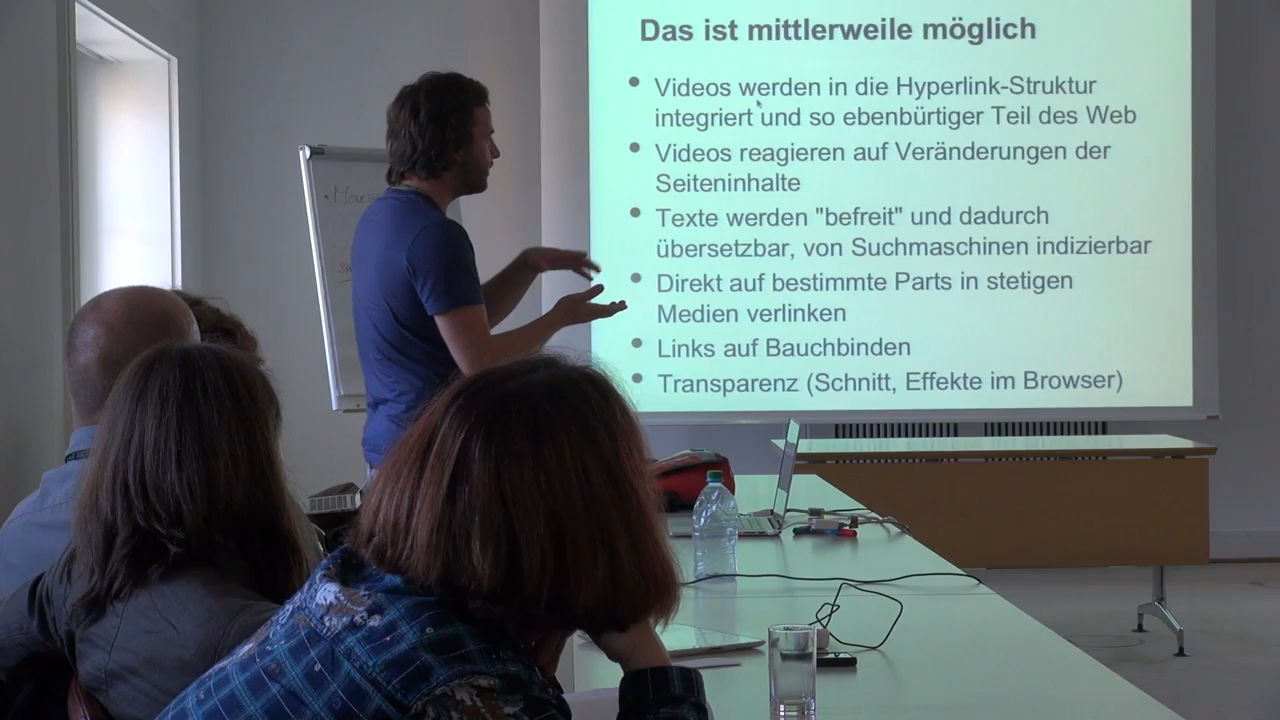 Das ist mittlerweile möglich
• Videos werden in die Hyperlink-Struktur
integriert und so ebenbürtiger Teil des Web
• Videos reagieren auf Veränderungen der
Seiteninhalte
• Texte werden "befreit" und dadurch
übersetzbar, von Suchmaschinen indizierbar
• Direkt auf bestimmte Parts in stetigen
Medien verlinken
• Links auf Bauchbinden
• Transparenz (Schnitt, Effekte im Browser)